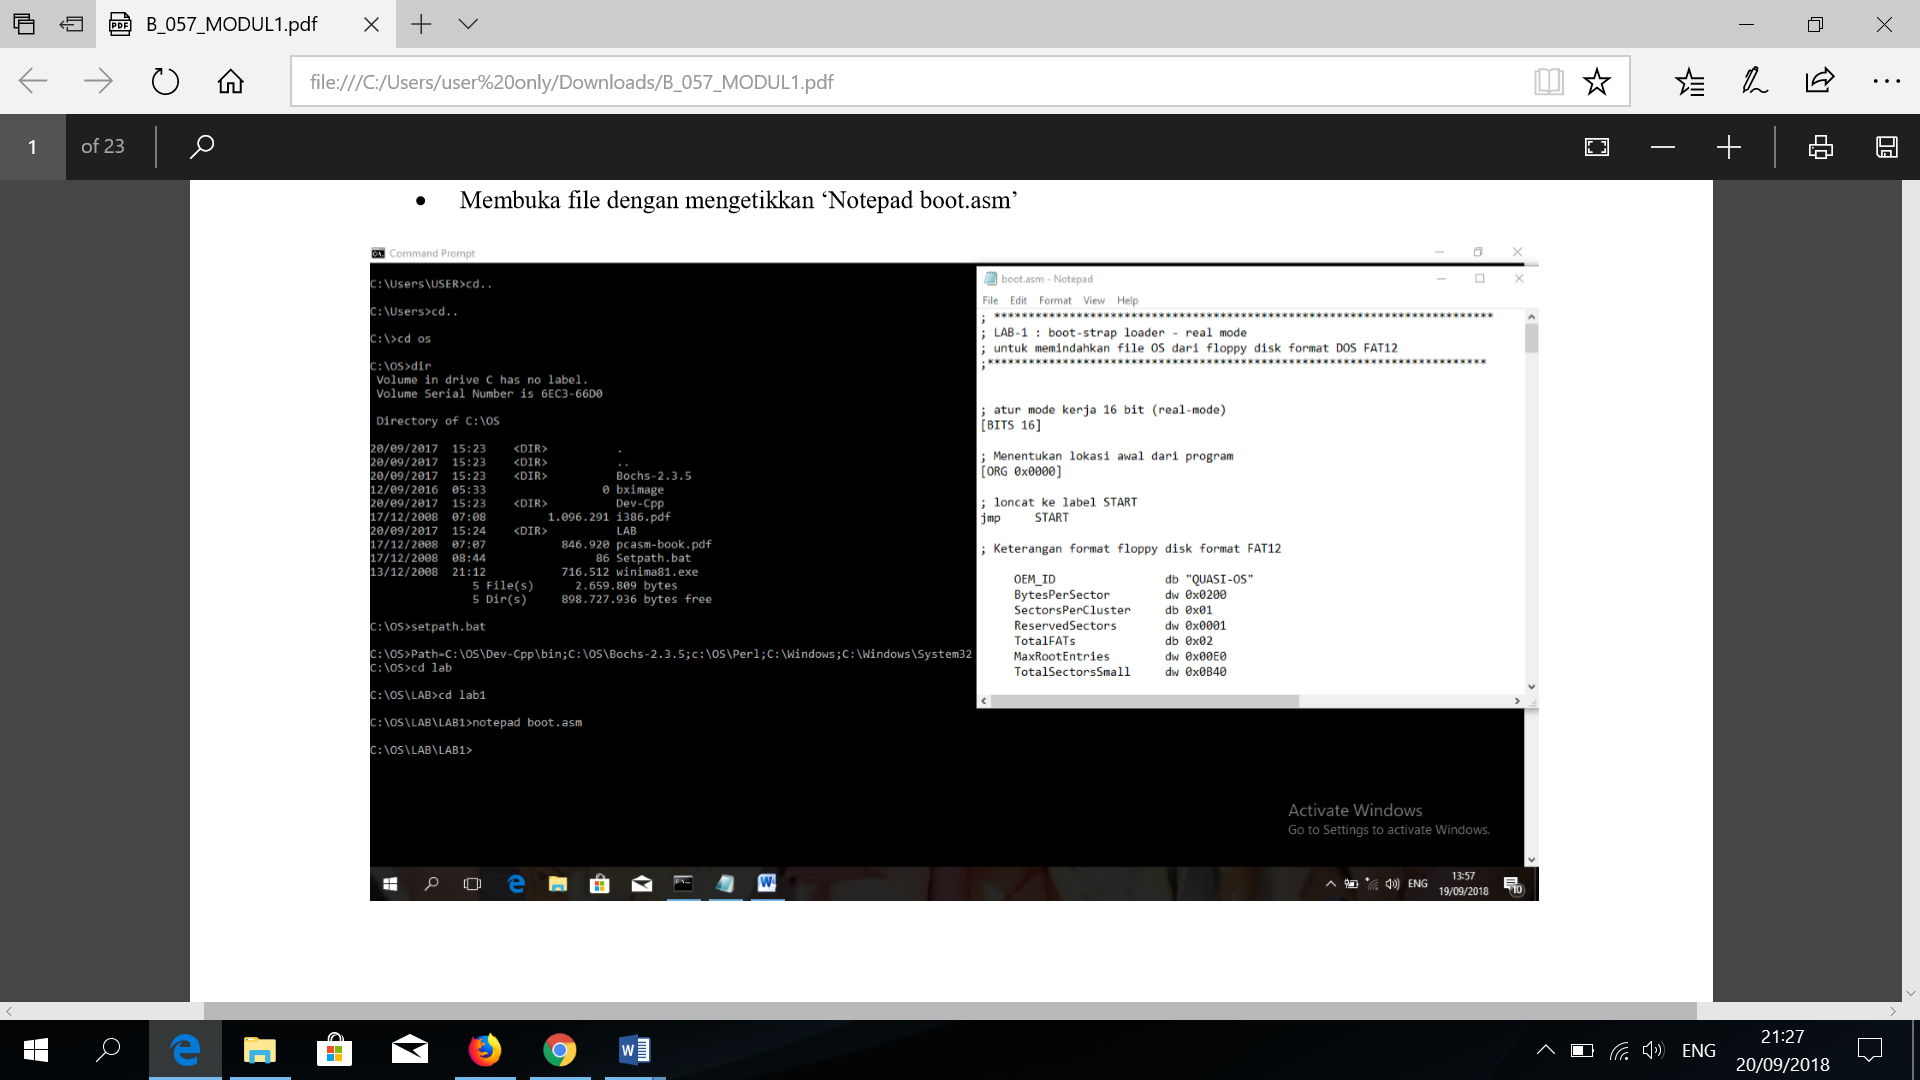 B_057_MODUL1.pdf
file:///C:/Users/user%20only/Downloads/B_057_MODUL1.pdf
1 of 23
• Membuka file dengan mengetikkan ‘Notepad boot.asm’
Command Prompt
C:\Users\USER>cd..
C:\Users>cd..
C:\>cd os
C:\OS>dir
Volume in drive C has no label.
Volume Serial Number is 6EC3-66D0
Directory of C:\OS
20/09/2017 15:23 <DIR> .
20/09/2017 15:23 <DIR> ..
20/09/2017 15:23 <DIR> Bochs-2.3.5
12/09/2016 05:33 0 bximage
20/09/2017 15:23 <DIR> Dev-Cpp
17/12/2008 07:08 1.096.291 i386.pdf
20/09/2017 15:24 <DIR> LAB
17/12/2008 07:07 846.920 pcasm-book.pdf
17/12/2008 08:44 86 Setpath.bat
13/12/2008 21:12 716.512 winima81.exe
5 File(s) 2.659.809 bytes
5 Dir(s) 898.727.936 bytes free
C:\OS>setpath.bat
C:\OS>Path=C:\OS\Dev-Cpp\bin;C:\OS\Bochs-2.3.5;c:\OS\Perl;C:\Windows;C:\Windows\System32
C:\OS>cd lab
C:\OS\LAB>cd lab1
C:\OS\LAB\LAB1>notepad boot.asm
C:\OS\LAB\LAB1>
boot.asm - Notepad
File Edit Format View Help
; *************************************************************************
; LAB-1 : boot-strap loader - real mode
; untuk memindahkan file OS dari floppy disk format DOS FAT12
;*************************************************************************
; atur mode kerja 16 bit (real-mode)
[BITS 16]
; Menentukan lokasi awal dari program
[ORG 0x0000]
; loncat ke label START
jmp START
; Keterangan format floppy disk format FAT12
OEM_ID db "QUASI-OS"
BytesPerSector dw 0x0200
SectorsPerCluster db 0x01
ReservedSectors dw 0x0001
TotalFATs db 0x02
MaxRootEntries dw 0x00E0
TotalSectorsSmall dw 0x0B40
Activate Windows
Go to Settings to activate Windows.
ENG
13:57
19/09/2018
10
ENG
21:27
20/09/2018